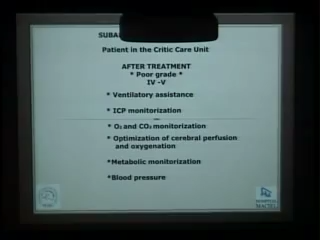 SUBA
Patient in the Critic Care Unit
AFTER TREATMENT
* Poor grade *
IV -V
* Ventilatory assistance
* ICP monitorization
* O₂ and CO₂ monitorization
* Optimization of cerebral perfusion
and oxygenation
*Metabolic monitorization
*Blood pressure